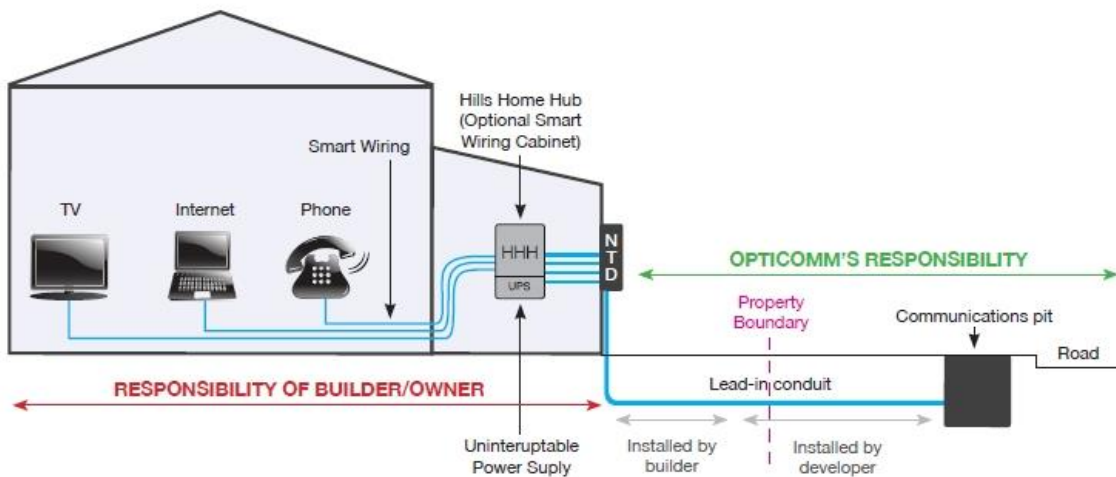 Hills Home Hub
(Optional Smart
Wiring Cabinet)
Smart Wiring
TV
Internet
Phone
HHH
UPS
NTD
OPTICOMM'S RESPONSIBILITY
Property
Boundary
Communications pit
Road
RESPONSIBILITY OF BUILDER/OWNER
Lead-in conduit
Uninteruptable
Power Suply
Installed by
builder
Installed by
developer